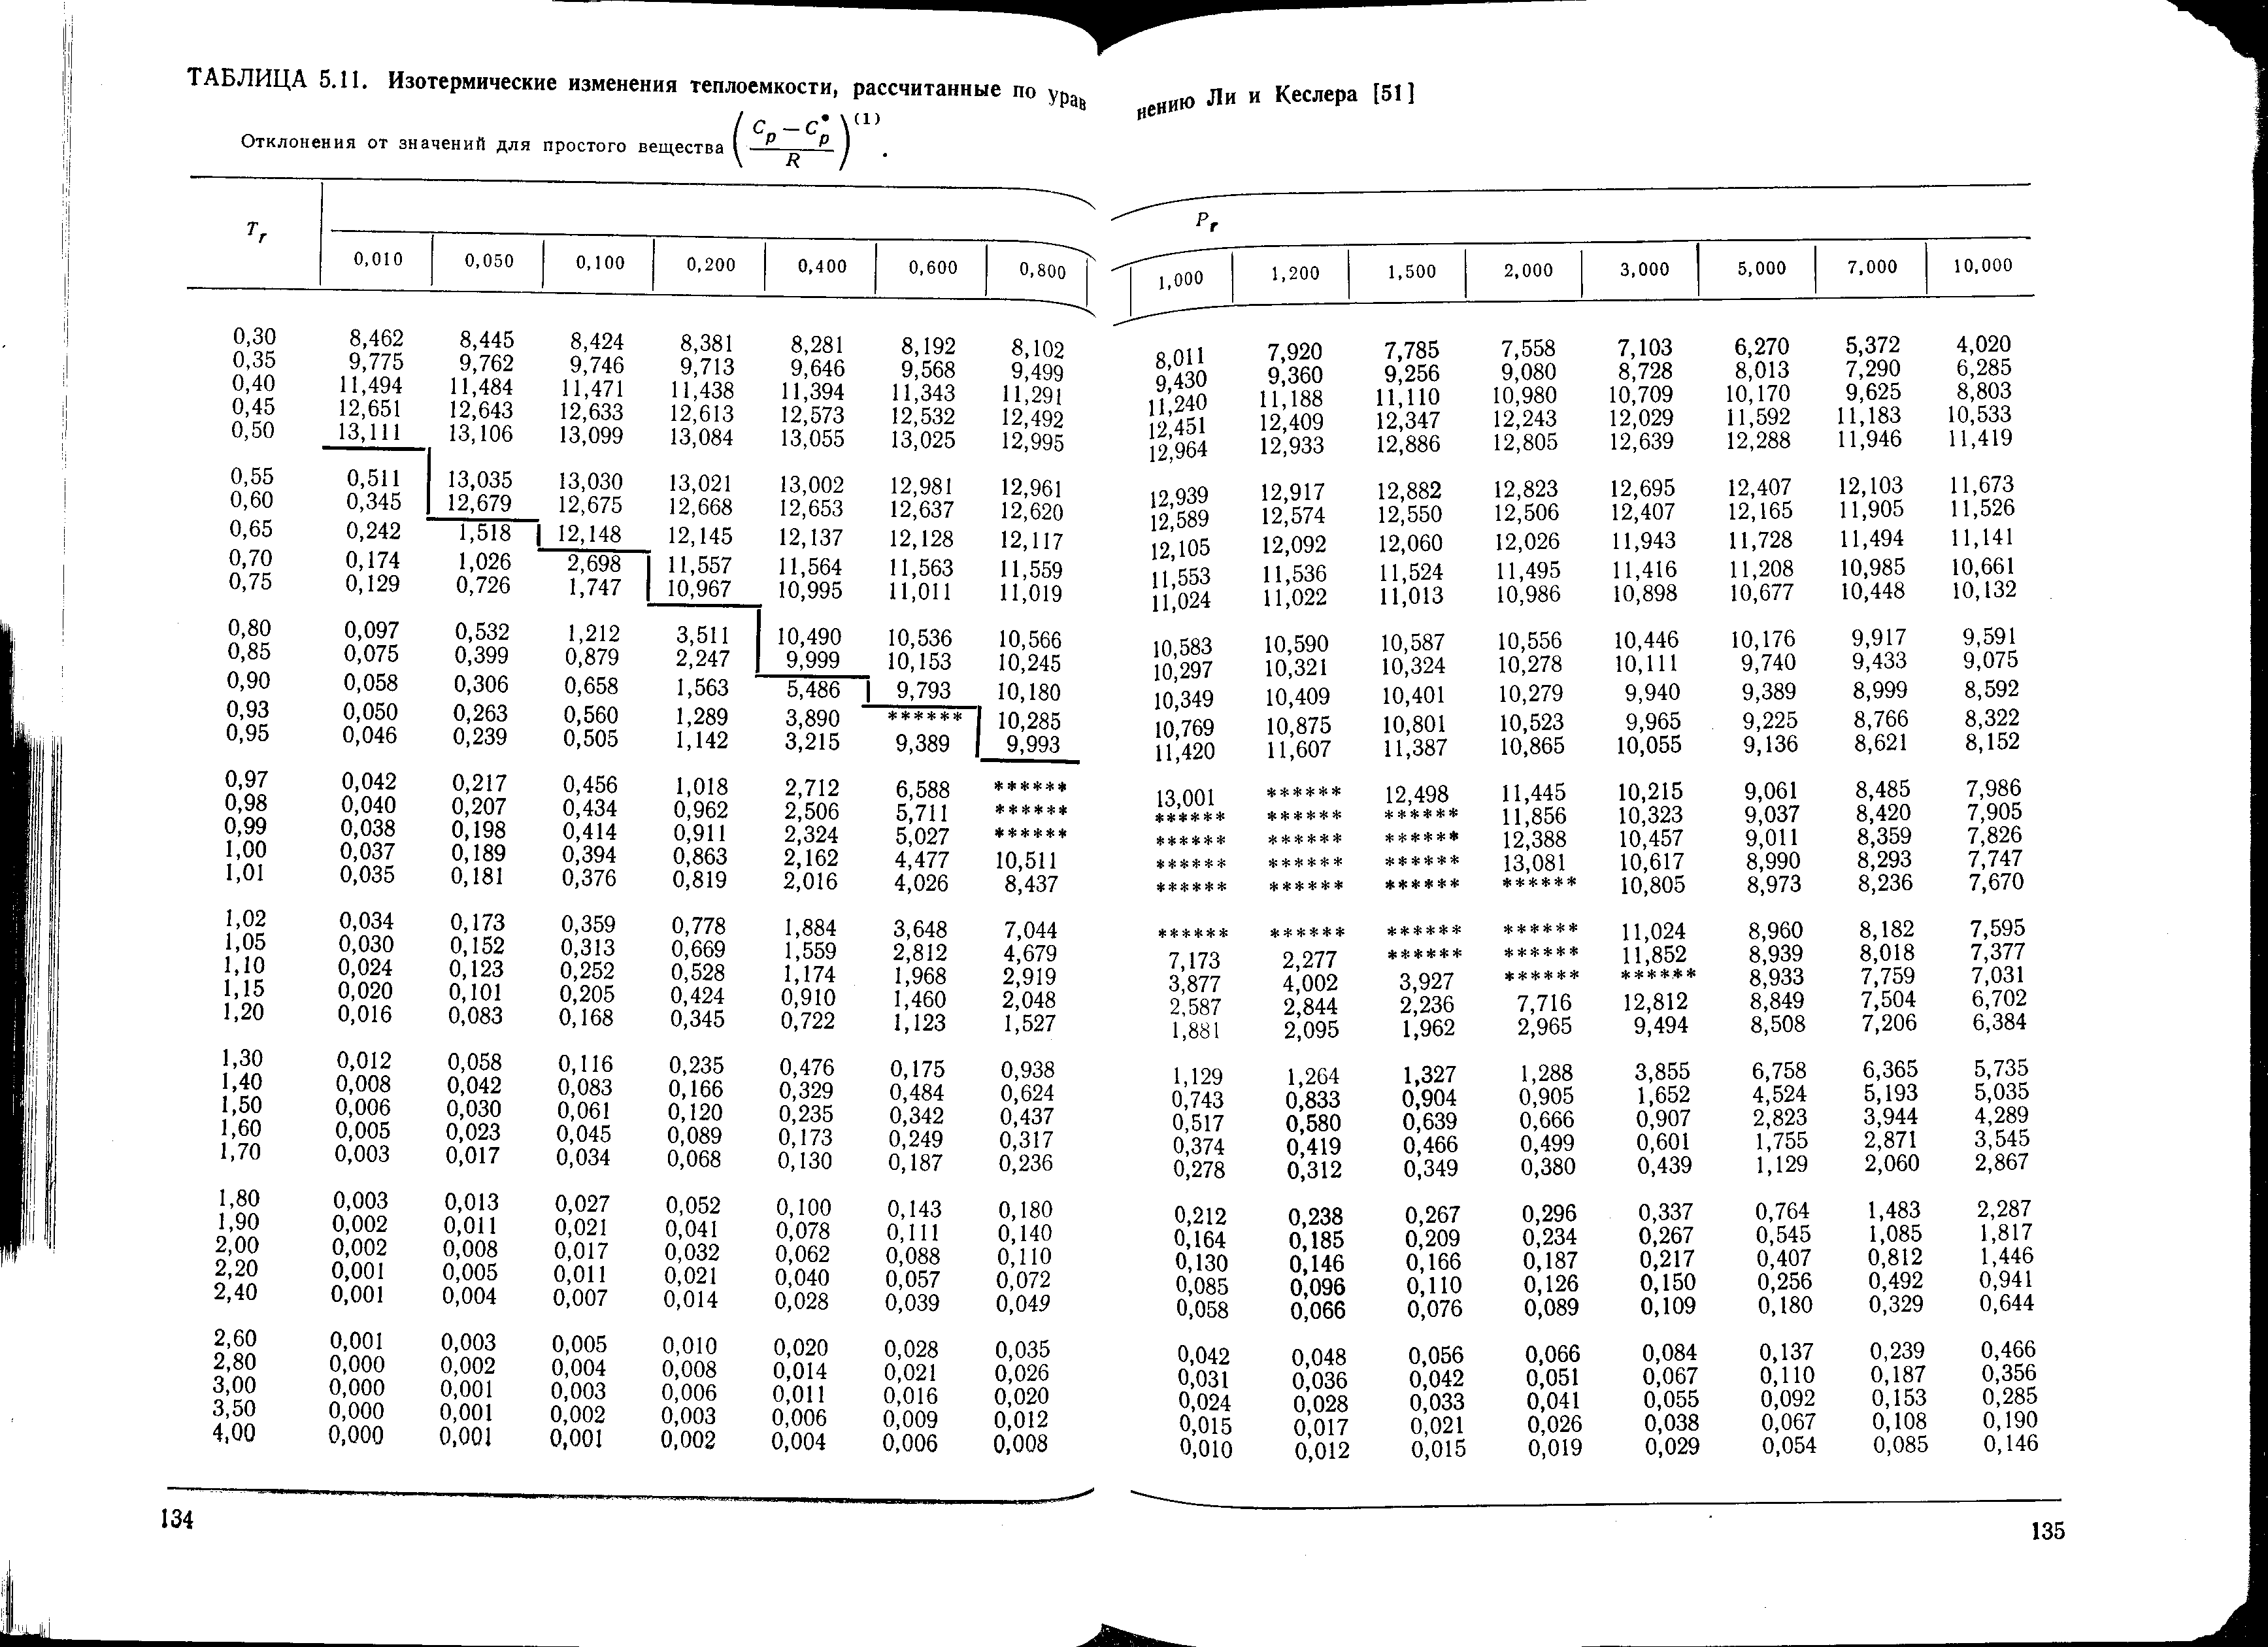 ТАБЛИЦА 5.11. Изотермические изменения теплоемкости, рассчитанные по уравнению Ли и Кеслера [51]
Отклонения от значений для простого вещества ((C_p − C_p^•)/R)^(1).
T_r P_r
0,010 0,050 0,100 0,200 0,400 0,600 0,800 1,000 1,200 1,500 2,000 3,000 5,000 7,000 10,000
0,30 8,462 8,445 8,424 8,381 8,281 8,192 8,102 8,011 7,920 7,785 7,558 7,103 6,270 5,372 4,020
0,35 9,775 9,762 9,746 9,713 9,646 9,568 9,499 9,430 9,360 9,256 9,080 8,728 8,013 7,290 6,285
0,40 11,494 11,484 11,471 11,438 11,394 11,343 11,291 11,240 11,188 11,110 10,980 10,709 10,170 9,625 8,803
0,45 12,651 12,643 12,633 12,613 12,573 12,532 12,492 12,451 12,409 12,347 12,243 12,029 11,592 11,183 10,533
0,50 13,111 13,106 13,099 13,084 13,055 13,025 12,995 12,964 12,933 12,886 12,805 12,639 12,288 11,946 11,419
0,55 0,511 13,035 13,030 13,021 13,002 12,981 12,961 12,939 12,917 12,882 12,823 12,695 12,407 12,103 11,673
0,60 0,345 12,679 12,675 12,668 12,653 12,637 12,620 12,589 12,574 12,550 12,506 12,407 12,165 11,905 11,526
0,65 0,242 1,518 12,148 12,145 12,137 12,128 12,117 12,105 12,092 12,060 12,026 11,943 11,728 11,494 11,141
0,70 0,174 1,026 2,698 11,557 11,564 11,563 11,559 11,553 11,536 11,524 11,495 11,416 11,208 10,985 10,661
0,75 0,129 0,726 1,747 10,967 10,995 11,011 11,019 11,024 11,022 11,013 10,986 10,898 10,677 10,448 10,132
0,80 0,097 0,532 1,212 3,511 10,490 10,536 10,566 10,583 10,590 10,587 10,556 10,446 10,176 9,917 9,591
0,85 0,075 0,399 0,879 2,247 9,999 10,153 10,245 10,297 10,321 10,324 10,278 10,111 9,740 9,433 9,075
0,90 0,058 0,306 0,658 1,563 5,486 9,793 10,180 10,349 10,409 10,401 10,279 9,940 9,389 8,999 8,592
0,93 0,050 0,263 0,560 1,289 3,890 ****** 10,285 10,769 10,875 10,801 10,523 9,965 9,225 8,766 8,322
0,95 0,046 0,239 0,505 1,142 3,215 9,389 9,993 11,420 11,607 11,387 10,865 10,055 9,136 8,621 8,152
0,97 0,042 0,217 0,456 1,018 2,712 6,588 ****** 13,001 ****** 12,498 11,445 10,215 9,061 8,485 7,986
0,98 0,040 0,207 0,434 0,962 2,506 5,711 ****** ****** ****** ****** 11,856 10,323 9,037 8,420 7,905
0,99 0,038 0,198 0,414 0,911 2,324 5,027 ****** ****** ****** ****** 12,388 10,457 9,011 8,359 7,826
1,00 0,037 0,189 0,394 0,863 2,162 4,477 10,511 ****** ****** ****** 13,081 10,617 8,990 8,293 7,747
1,01 0,035 0,181 0,376 0,819 2,016 4,026 8,437 ****** ****** ****** ****** 10,805 8,973 8,236 7,670
1,02 0,034 0,173 0,359 0,778 1,884 3,648 7,044 ****** ****** ****** ****** 11,024 8,960 8,182 7,595
1,05 0,030 0,152 0,313 0,669 1,559 2,812 4,679 7,173 2,277 ****** ****** 11,852 8,939 8,018 7,377
1,10 0,024 0,123 0,252 0,528 1,174 1,968 2,919 3,877 4,002 3,927 ****** ****** 8,933 7,759 7,031
1,15 0,020 0,101 0,205 0,424 0,910 1,460 2,048 2,587 2,844 2,236 7,716 12,812 8,849 7,504 6,702
1,20 0,016 0,083 0,168 0,345 0,722 1,123 1,527 1,881 2,095 1,962 2,965 9,494 8,508 7,206 6,384
1,30 0,012 0,058 0,116 0,235 0,476 0,175 0,938 1,129 1,264 1,327 1,288 3,855 6,758 6,365 5,735
1,40 0,008 0,042 0,083 0,166 0,329 0,484 0,624 0,743 0,833 0,904 0,905 1,652 4,524 5,193 5,035
1,50 0,006 0,030 0,061 0,120 0,235 0,342 0,437 0,517 0,580 0,639 0,666 0,907 2,823 3,944 4,289
1,60 0,005 0,023 0,045 0,089 0,173 0,249 0,317 0,374 0,419 0,466 0,499 0,601 1,755 2,871 3,545
1,70 0,003 0,017 0,034 0,068 0,130 0,187 0,236 0,278 0,312 0,349 0,380 0,439 1,129 2,060 2,867
1,80 0,003 0,013 0,027 0,052 0,100 0,143 0,180 0,212 0,238 0,267 0,296 0,337 0,764 1,483 2,287
1,90 0,002 0,011 0,021 0,041 0,078 0,111 0,140 0,164 0,185 0,209 0,234 0,267 0,545 1,085 1,817
2,00 0,002 0,008 0,017 0,032 0,062 0,088 0,110 0,130 0,146 0,166 0,187 0,217 0,407 0,812 1,446
2,20 0,001 0,005 0,011 0,021 0,040 0,057 0,072 0,085 0,096 0,110 0,126 0,150 0,256 0,492 0,941
2,40 0,001 0,004 0,007 0,014 0,028 0,039 0,049 0,058 0,066 0,076 0,089 0,109 0,180 0,329 0,644
2,60 0,001 0,003 0,005 0,010 0,020 0,028 0,035 0,042 0,048 0,056 0,066 0,084 0,137 0,239 0,466
2,80 0,000 0,002 0,004 0,008 0,014 0,021 0,026 0,031 0,036 0,042 0,051 0,067 0,110 0,187 0,356
3,00 0,000 0,001 0,003 0,006 0,011 0,016 0,020 0,024 0,028 0,033 0,041 0,055 0,092 0,153 0,285
3,50 0,000 0,001 0,002 0,003 0,006 0,009 0,012 0,015 0,017 0,021 0,026 0,038 0,067 0,108 0,190
4,00 0,000 0,001 0,001 0,002 0,004 0,006 0,008 0,010 0,012 0,015 0,019 0,029 0,054 0,085 0,146
134 135